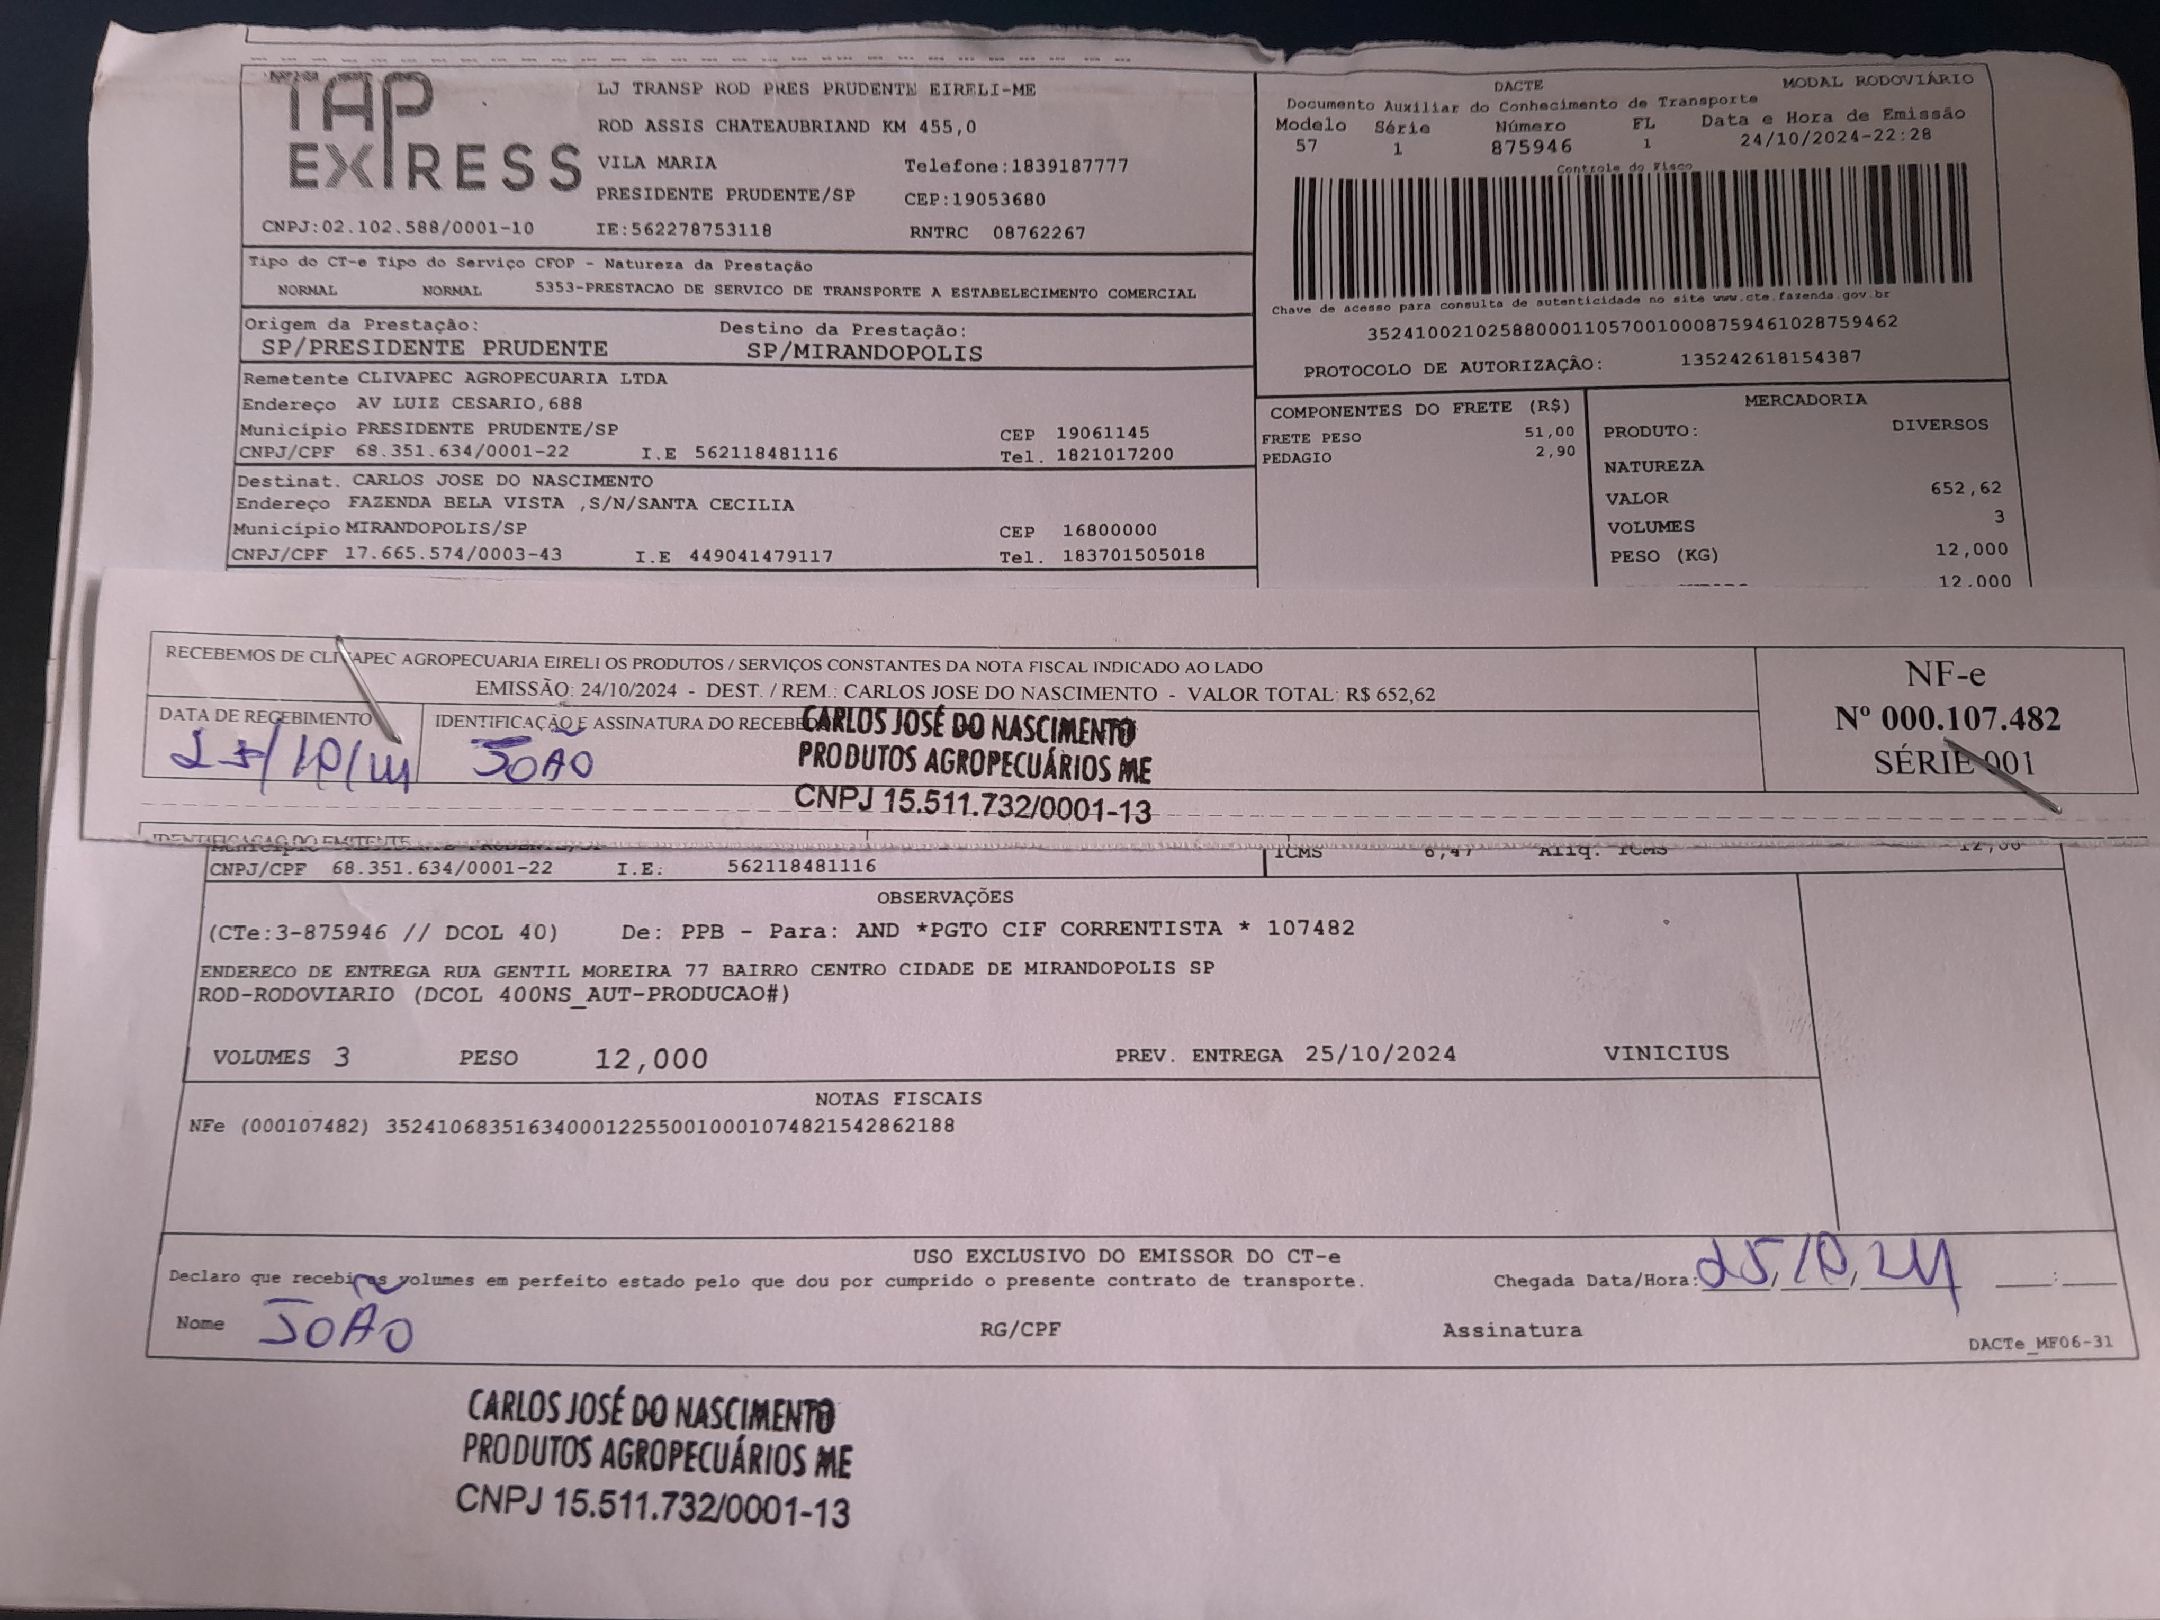 TAP
EXPRESS
LJ TRANSP ROD PRES PRUDENTE EIRELI-ME
ROD ASSIS CHATEAUBRIAND KM 455,0
VILA MARIA Telefone:1839187777
PRESIDENTE PRUDENTE/SP CEP:19053680
CNPJ:02.102.588/0001-10 IE:562278753118 RNTRC 08762267
DACTE MODAL RODOVIÁRIO
Documento Auxiliar do Conhecimento de Transporte
Modelo Série Número FL Data e Hora de Emissão
57 1 875946 1 24/10/2024-22:28
Controle do Fisco
Chave de acesso para consulta de autenticidade no site www.cte.fazenda.gov.br
35241002102588000110570010008759461028759462
PROTOCOLO DE AUTORIZAÇÃO: 135242618154387
Tipo do CT-e Tipo do Serviço CFOP - Natureza da Prestação
NORMAL NORMAL 5353-PRESTACAO DE SERVICO DE TRANSPORTE A ESTABELECIMENTO COMERCIAL
Origem da Prestação: Destino da Prestação:
SP/PRESIDENTE PRUDENTE SP/MIRANDOPOLIS
Remetente CLIVAPEC AGROPECUARIA LTDA
Endereço AV LUIZ CESARIO,688
Município PRESIDENTE PRUDENTE/SP CEP 19061145
CNPJ/CPF 68.351.634/0001-22 I.E 562118481116 Tel. 1821017200
Destinat. CARLOS JOSE DO NASCIMENTO
Endereço FAZENDA BELA VISTA ,S/N/SANTA CECILIA
Município MIRANDOPOLIS/SP CEP 16800000
CNPJ/CPF 17.665.574/0003-43 I.E 449041479117 Tel. 183701505018
COMPONENTES DO FRETE (R$)
FRETE PESO 51,00
PEDAGIO 2,90
MERCADORIA
PRODUTO: DIVERSOS
NATUREZA
VALOR 652,62
VOLUMES 3
PESO (KG) 12,000
12.000
RECEBEMOS DE CLIVAPEC AGROPECUARIA EIRELI OS PRODUTOS / SERVIÇOS CONSTANTES DA NOTA FISCAL INDICADO AO LADO
EMISSÃO: 24/10/2024 - DEST. / REM.: CARLOS JOSE DO NASCIMENTO - VALOR TOTAL: R$ 652,62
DATA DE RECEBIMENTO IDENTIFICAÇÃO E ASSINATURA DO RECEBEDOR
25/10/24 JOÃO
CARLOS JOSÉ DO NASCIMENTO
PRODUTOS AGROPECUÁRIOS ME
CNPJ 15.511.732/0001-13
NF-e
Nº 000.107.482
SÉRIE 001
IDENTIFICAÇÃO DO EMITENTE
CNPJ/CPF 68.351.634/0001-22 I.E: 562118481116
ICMS 6,47 Alíq. ICMS 12,00
OBSERVAÇÕES
(CTe:3-875946 // DCOL 40) De: PPB - Para: AND *PGTO CIF CORRENTISTA * 107482
ENDERECO DE ENTREGA RUA GENTIL MOREIRA 77 BAIRRO CENTRO CIDADE DE MIRANDOPOLIS SP
ROD-RODOVIARIO (DCOL 400NS_AUT-PRODUCAO#)
VOLUMES 3 PESO 12,000 PREV. ENTREGA 25/10/2024 VINICIUS
NOTAS FISCAIS
NFe (000107482) 35241068351634000122550010001074821542862188
USO EXCLUSIVO DO EMISSOR DO CT-e
Declaro que recebi os volumes em perfeito estado pelo que dou por cumprido o presente contrato de transporte. Chegada Data/Hora: 25/10/24 __:__
Nome JOÃO RG/CPF Assinatura
DACTe_MF06-31
CARLOS JOSÉ DO NASCIMENTO
PRODUTOS AGROPECUÁRIOS ME
CNPJ 15.511.732/0001-13